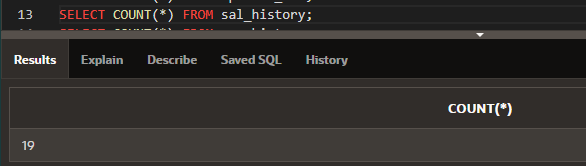 13 SELECT COUNT(*) FROM sal_history;
Results Explain Describe Saved SQL History
COUNT(*)
19